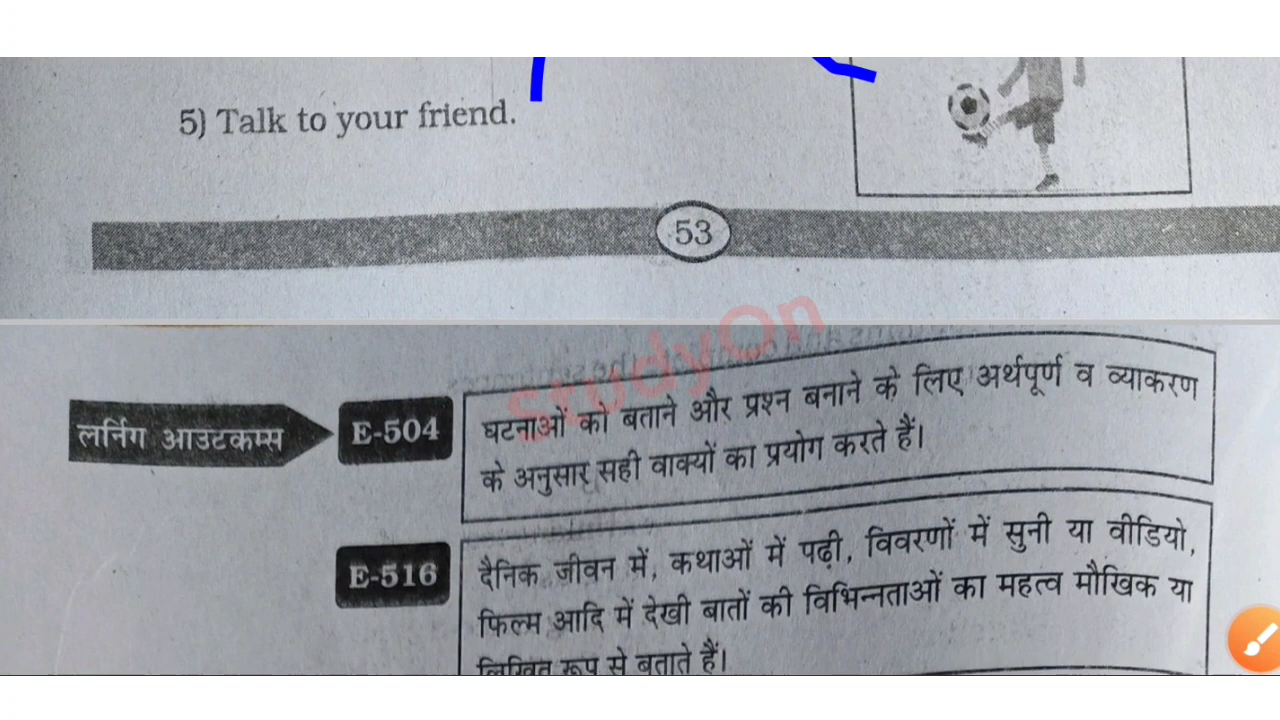 5) Talk to your friend.
53
StudyOn
लर्निंग आउटकम्स
E-504
घटनाओं को बताने और प्रश्न बनाने के लिए अर्थपूर्ण व व्याकरण
के अनुसार सही वाक्यों का प्रयोग करते हैं।
E-516
दैनिक जीवन में, कथाओं में पढ़ी, विवरणों में सुनी या वीडियो,
फिल्म आदि में देखी बातों की विभिन्नताओं का महत्व मौखिक या
लिखित रूप से बताते हैं।